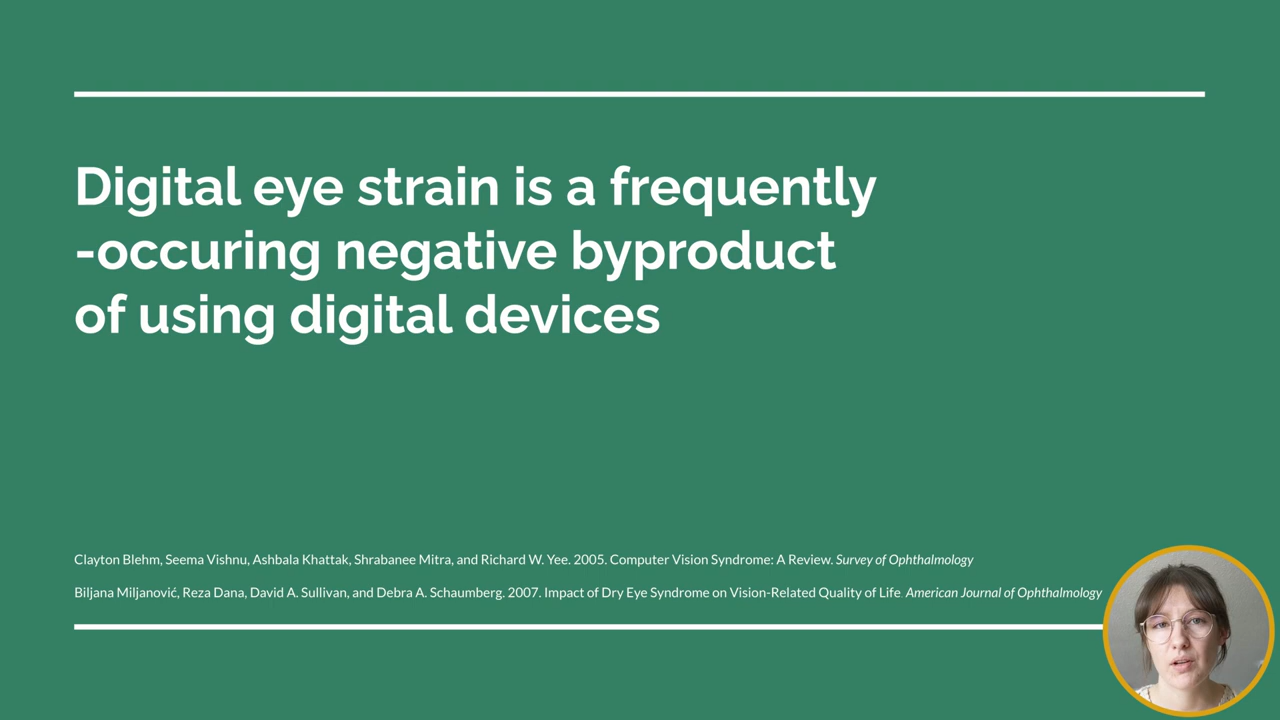 Digital eye strain is a frequently
-occuring negative byproduct
of using digital devices
Clayton Blehm, Seema Vishnu, Ashbala Khattak, Shrabanee Mitra, and Richard W. Yee. 2005. Computer Vision Syndrome: A Review. Survey of Ophthalmology
Biljana Miljanović, Reza Dana, David A. Sullivan, and Debra A. Schaumberg. 2007. Impact of Dry Eye Syndrome on Vision-Related Quality of Life. American Journal of Ophthalmology